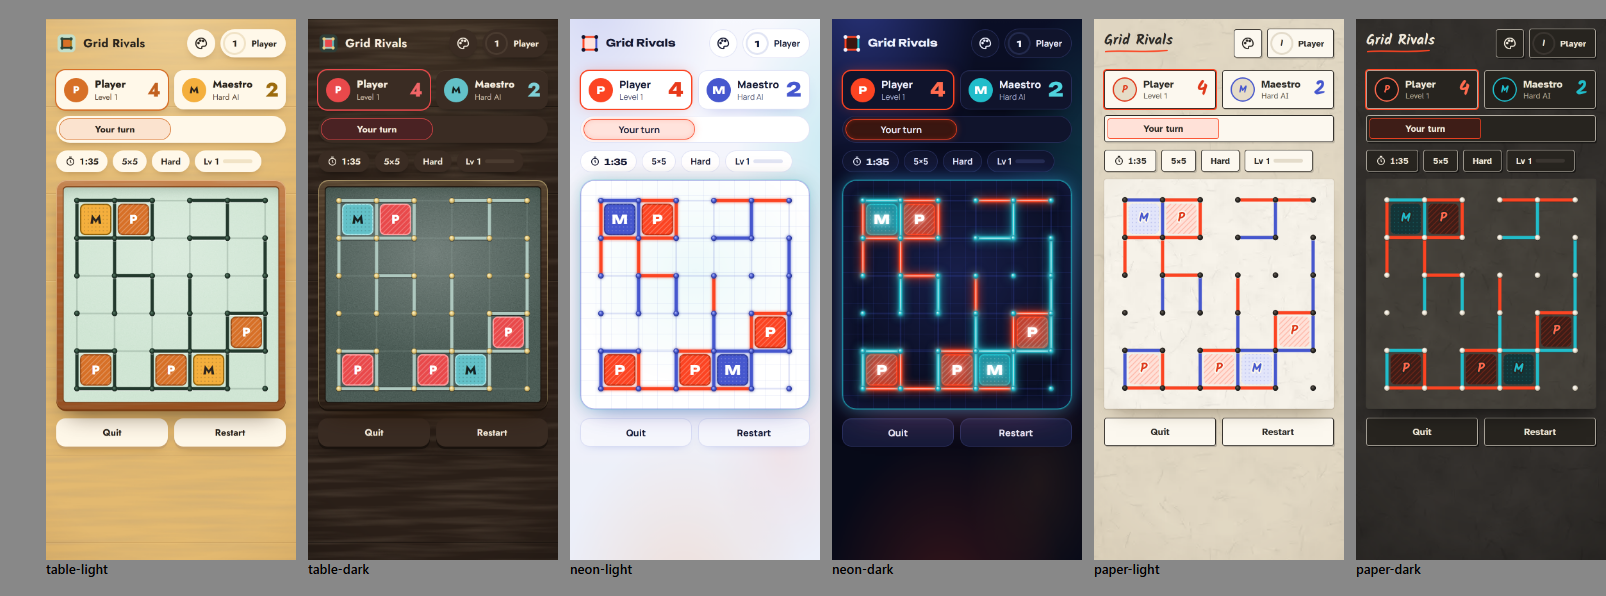 Grid Rivals 1 Player
P Player Level 1 4 M Maestro Hard AI 2
Your turn
1:35 5×5 Hard Lv 1
M P
P
P P M
Quit Restart
table-light
Grid Rivals 1 Player
P Player Level 1 4 M Maestro Hard AI 2
Your turn
1:35 5×5 Hard Lv 1
M P
P
P P M
Quit Restart
table-dark
Grid Rivals 1 Player
P Player Level 1 4 M Maestro Hard AI 2
Your turn
1:35 5×5 Hard Lv 1
M P
P
P P M
Quit Restart
neon-light
Grid Rivals 1 Player
P Player Level 1 4 M Maestro Hard AI 2
Your turn
1:35 5×5 Hard Lv 1
M P
P
P P M
Quit Restart
neon-dark
Grid Rivals 1 Player
P Player Level 1 4 M Maestro Hard AI 2
Your turn
1:35 5×5 Hard Lv 1
M P
P
P P M
Quit Restart
paper-light
Grid Rivals 1 Player
P Player Level 1 4 M Maestro Hard AI 2
Your turn
1:35 5×5 Hard Lv 1
M P
P
P P M
Quit Restart
paper-dark